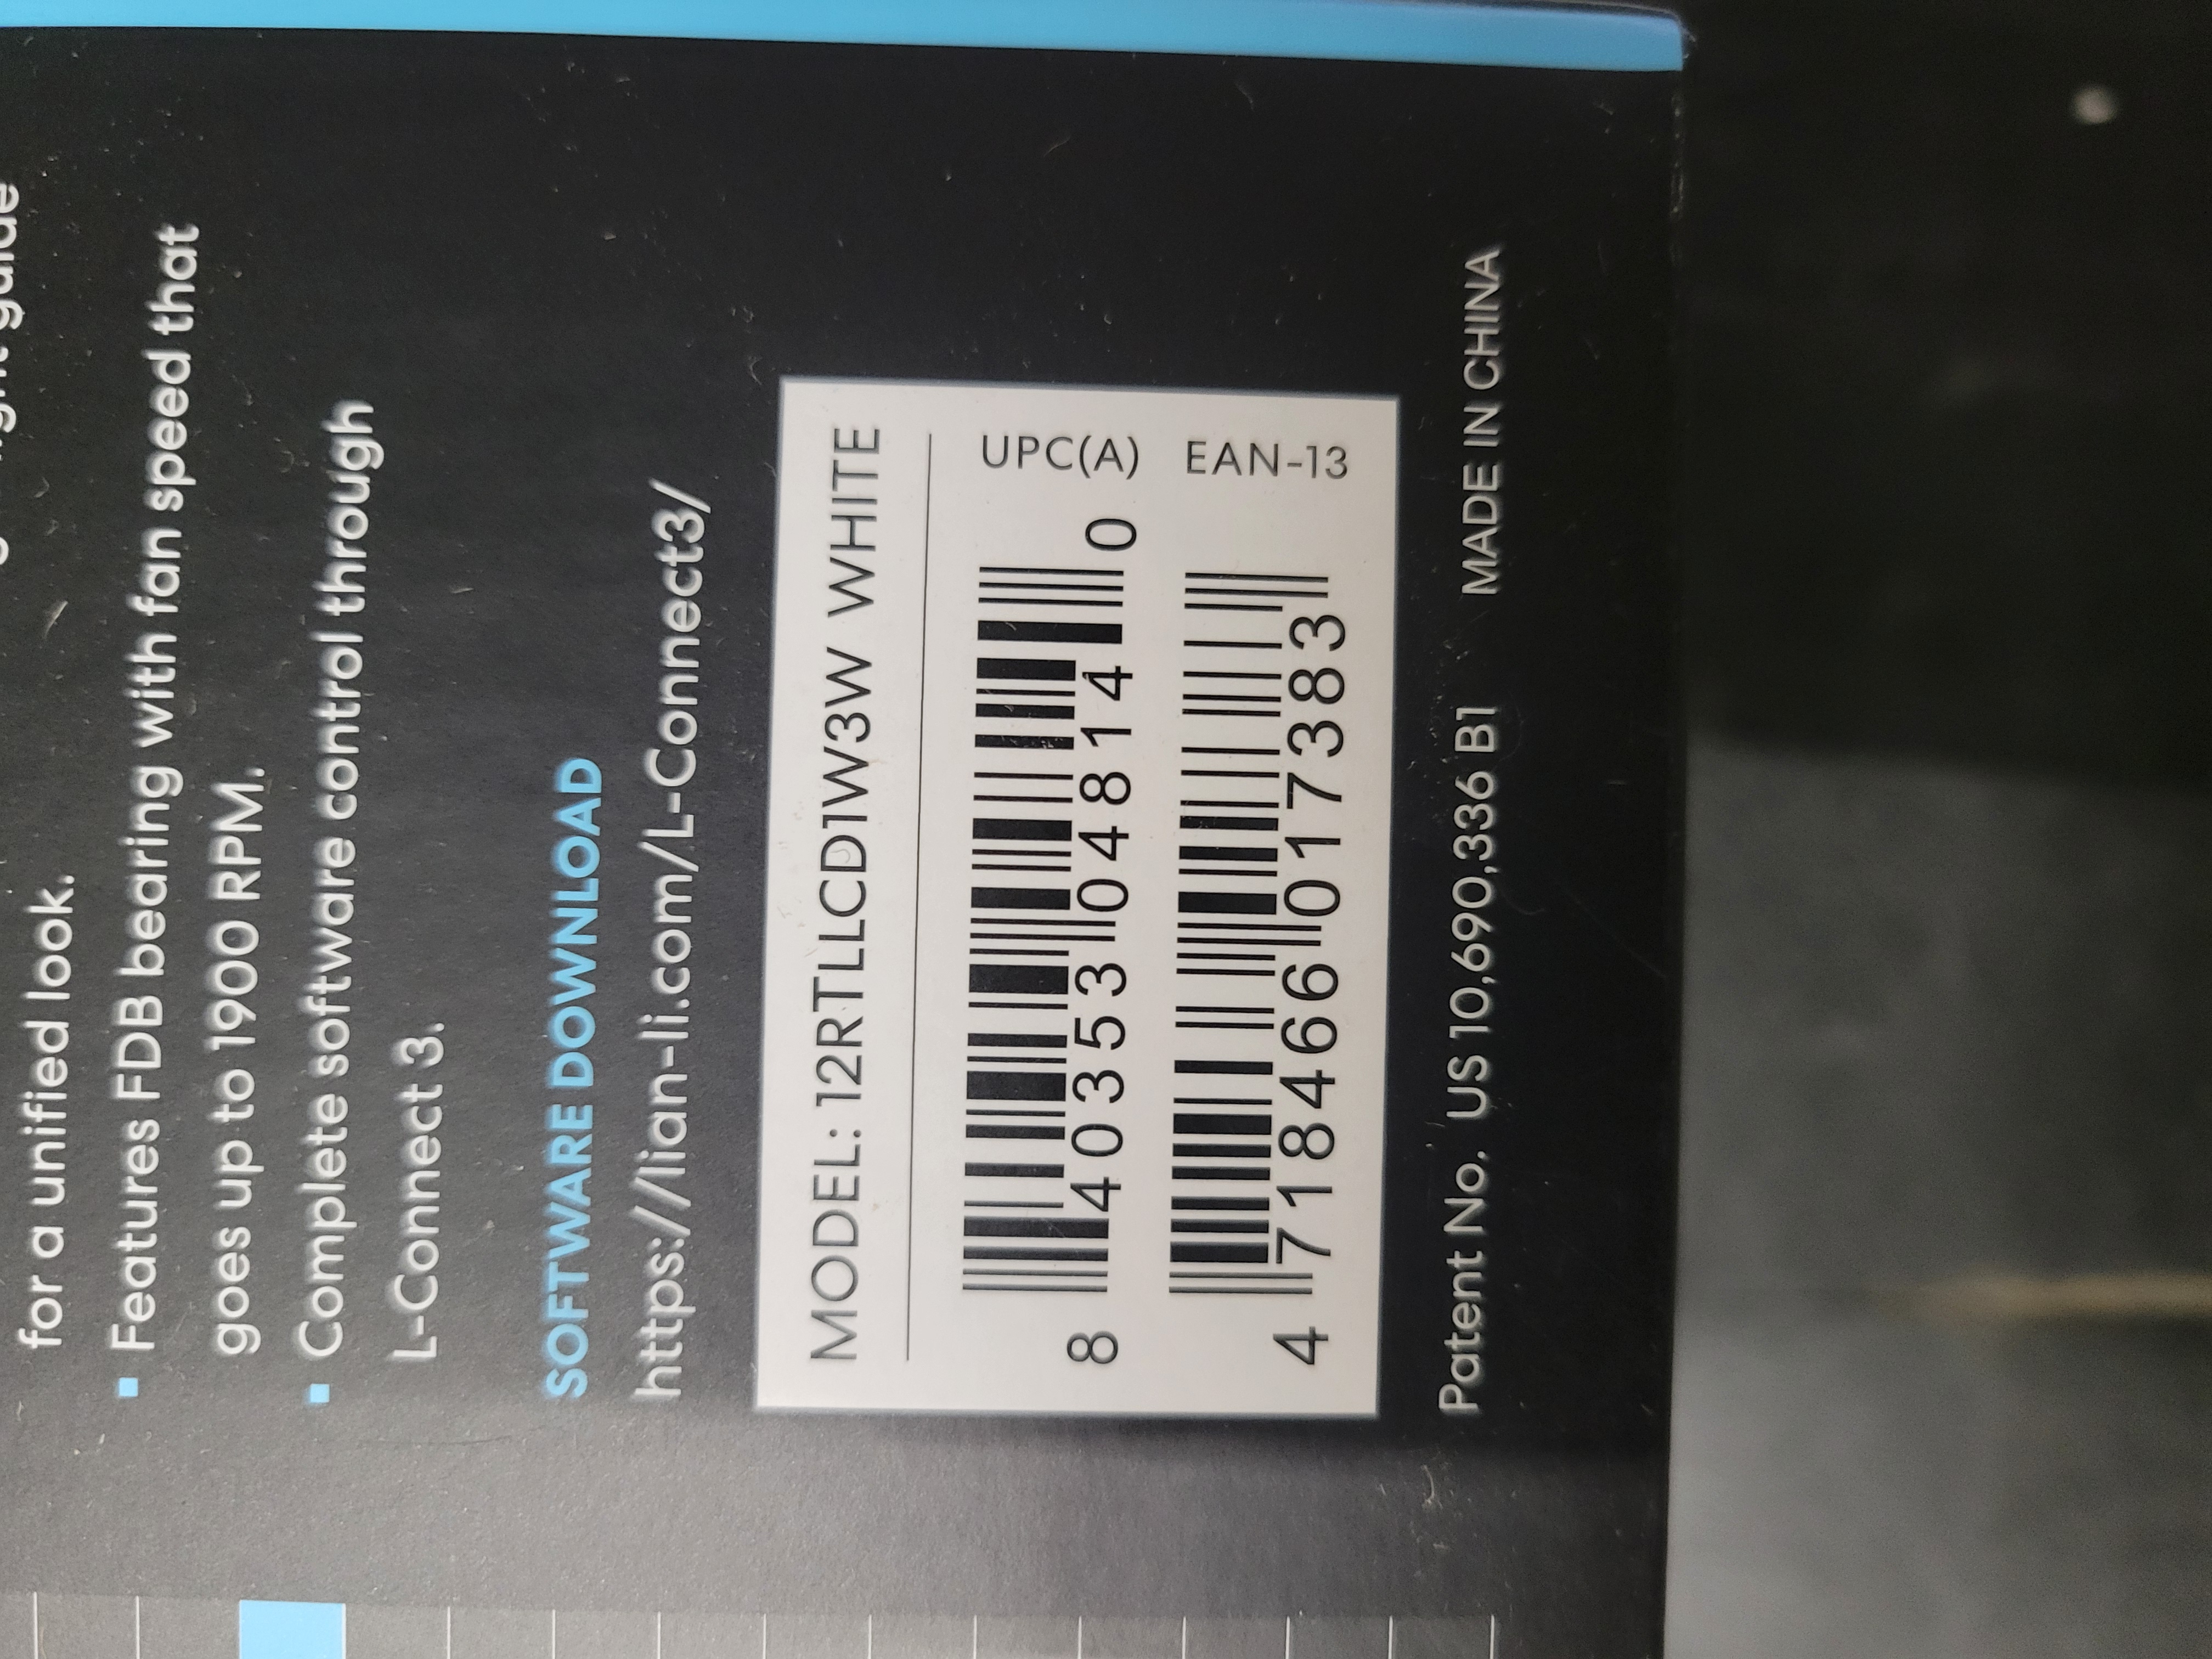 for a unified look.
▪ Features FDB bearing with fan speed that
goes up to 1900 RPM.
▪ Complete software control through
L-Connect 3.
SOFTWARE DOWNLOAD
https://lian-li.com/L-Connect3/
MODEL: 12RTLLCD1W3W WHITE
8 40353 04814 0 UPC(A)
4 718466 017383 EAN-13
Patent No. US 10,690,336 B1 MADE IN CHINA